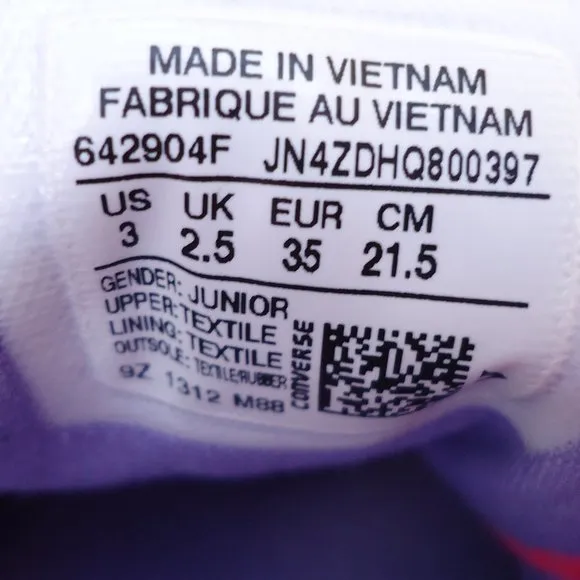 MADE IN VIETNAM
FABRIQUE AU VIETNAM
642904F JN4ZDHQ800397
US UK EUR CM
3 2.5 35 21.5
GENDER: JUNIOR
UPPER: TEXTILE
LINING: TEXTILE
OUTSOLE: TEXTILE/RUBBER
9Z 1312 M88
CONVERSE